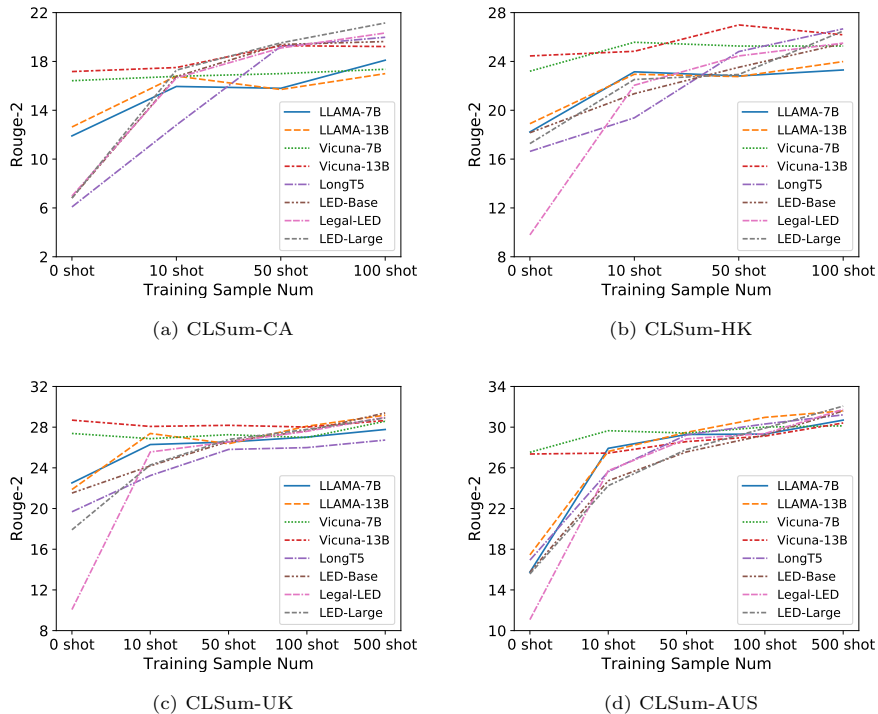 22
18
14
10
6
2
Rouge-2
LLAMA-7B
LLAMA-13B
Vicuna-7B
Vicuna-13B
LongT5
LED-Base
Legal-LED
LED-Large
0 shot 10 shot 50 shot 100 shot
Training Sample Num
(a) CLSum-CA
28
24
20
16
12
8
Rouge-2
LLAMA-7B
LLAMA-13B
Vicuna-7B
Vicuna-13B
LongT5
LED-Base
Legal-LED
LED-Large
0 shot 10 shot 50 shot 100 shot
Training Sample Num
(b) CLSum-HK
32
28
24
20
16
12
8
Rouge-2
LLAMA-7B
LLAMA-13B
Vicuna-7B
Vicuna-13B
LongT5
LED-Base
Legal-LED
LED-Large
0 shot 10 shot 50 shot 100 shot 500 shot
Training Sample Num
(c) CLSum-UK
34
30
26
22
18
14
10
Rouge-2
LLAMA-7B
LLAMA-13B
Vicuna-7B
Vicuna-13B
LongT5
LED-Base
Legal-LED
LED-Large
0 shot 10 shot 50 shot 100 shot 500 shot
Training Sample Num
(d) CLSum-AUS